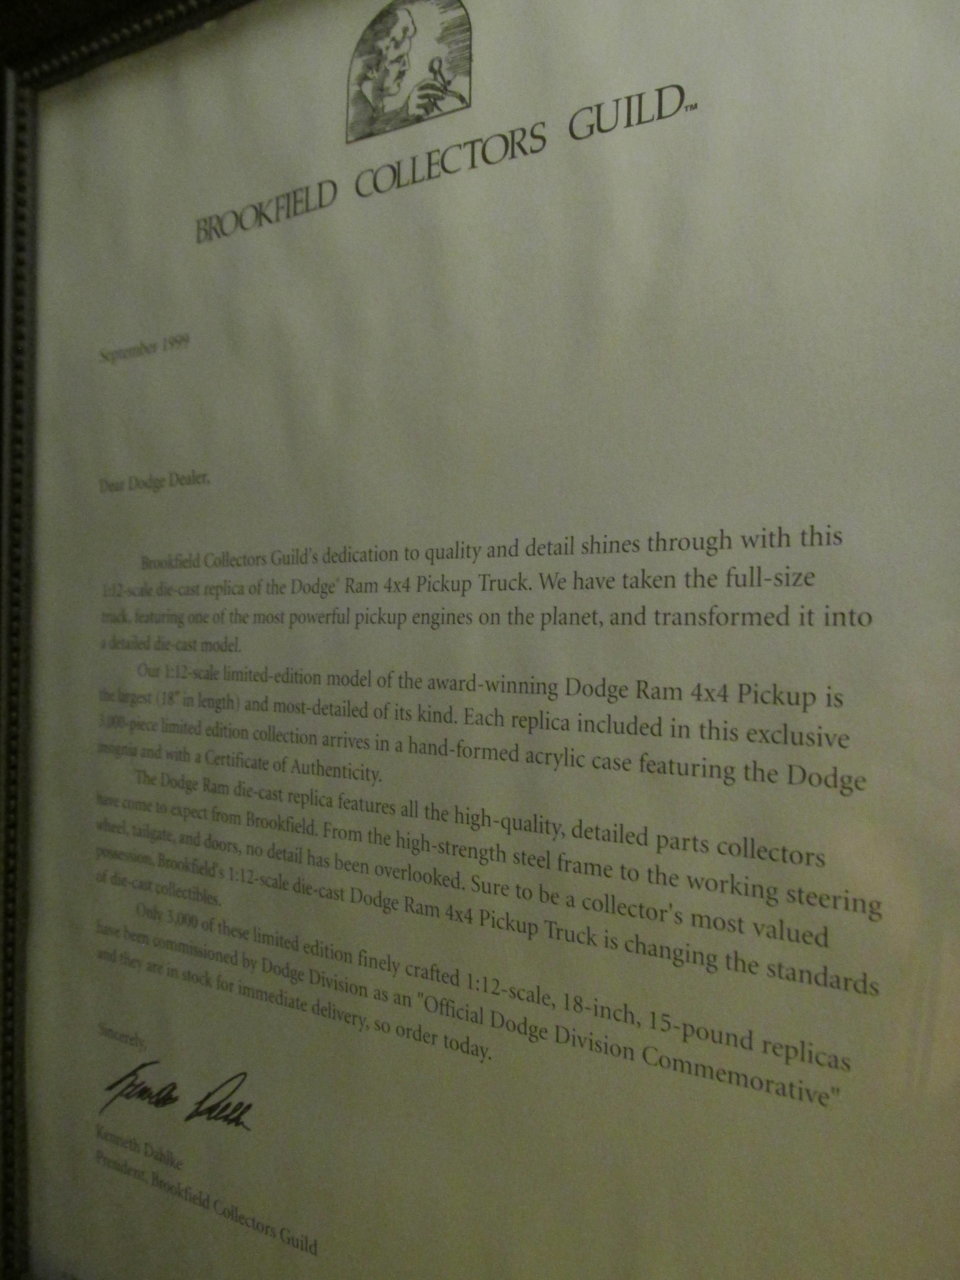 BROOKFIELD COLLECTORS GUILD™
September 1999
Dear Dodge Dealer,
Brookfield Collectors Guild's dedication to quality and detail shines through with this
1:12-scale die-cast replica of the Dodge' Ram 4x4 Pickup Truck. We have taken the full-size
truck, featuring one of the most powerful pickup engines on the planet, and transformed it into
a detailed die-cast model.
Our 1:12-scale limited-edition model of the award-winning Dodge Ram 4x4 Pickup is
the largest (18" in length) and most-detailed of its kind. Each replica included in this exclusive
3,000-piece limited edition collection arrives in a hand-formed acrylic case featuring the Dodge
insignia and with a Certificate of Authenticity.
The Dodge Ram die-cast replica features all the high-quality, detailed parts collectors
have come to expect from Brookfield. From the high-strength steel frame to the working steering
wheel, tailgate, and doors, no detail has been overlooked. Sure to be a collector's most valued
possession, Brookfield's 1:12-scale die-cast Dodge Ram 4x4 Pickup Truck is changing the standards
of die-cast collectibles.
Only 3,000 of these limited edition finely crafted 1:12-scale, 18-inch, 15-pound replicas
have been commissioned by Dodge Division as an "Official Dodge Division Commemorative"
and they are in stock for immediate delivery, so order today.
Sincerely,
Kenneth Dahlke
President, Brookfield Collectors Guild